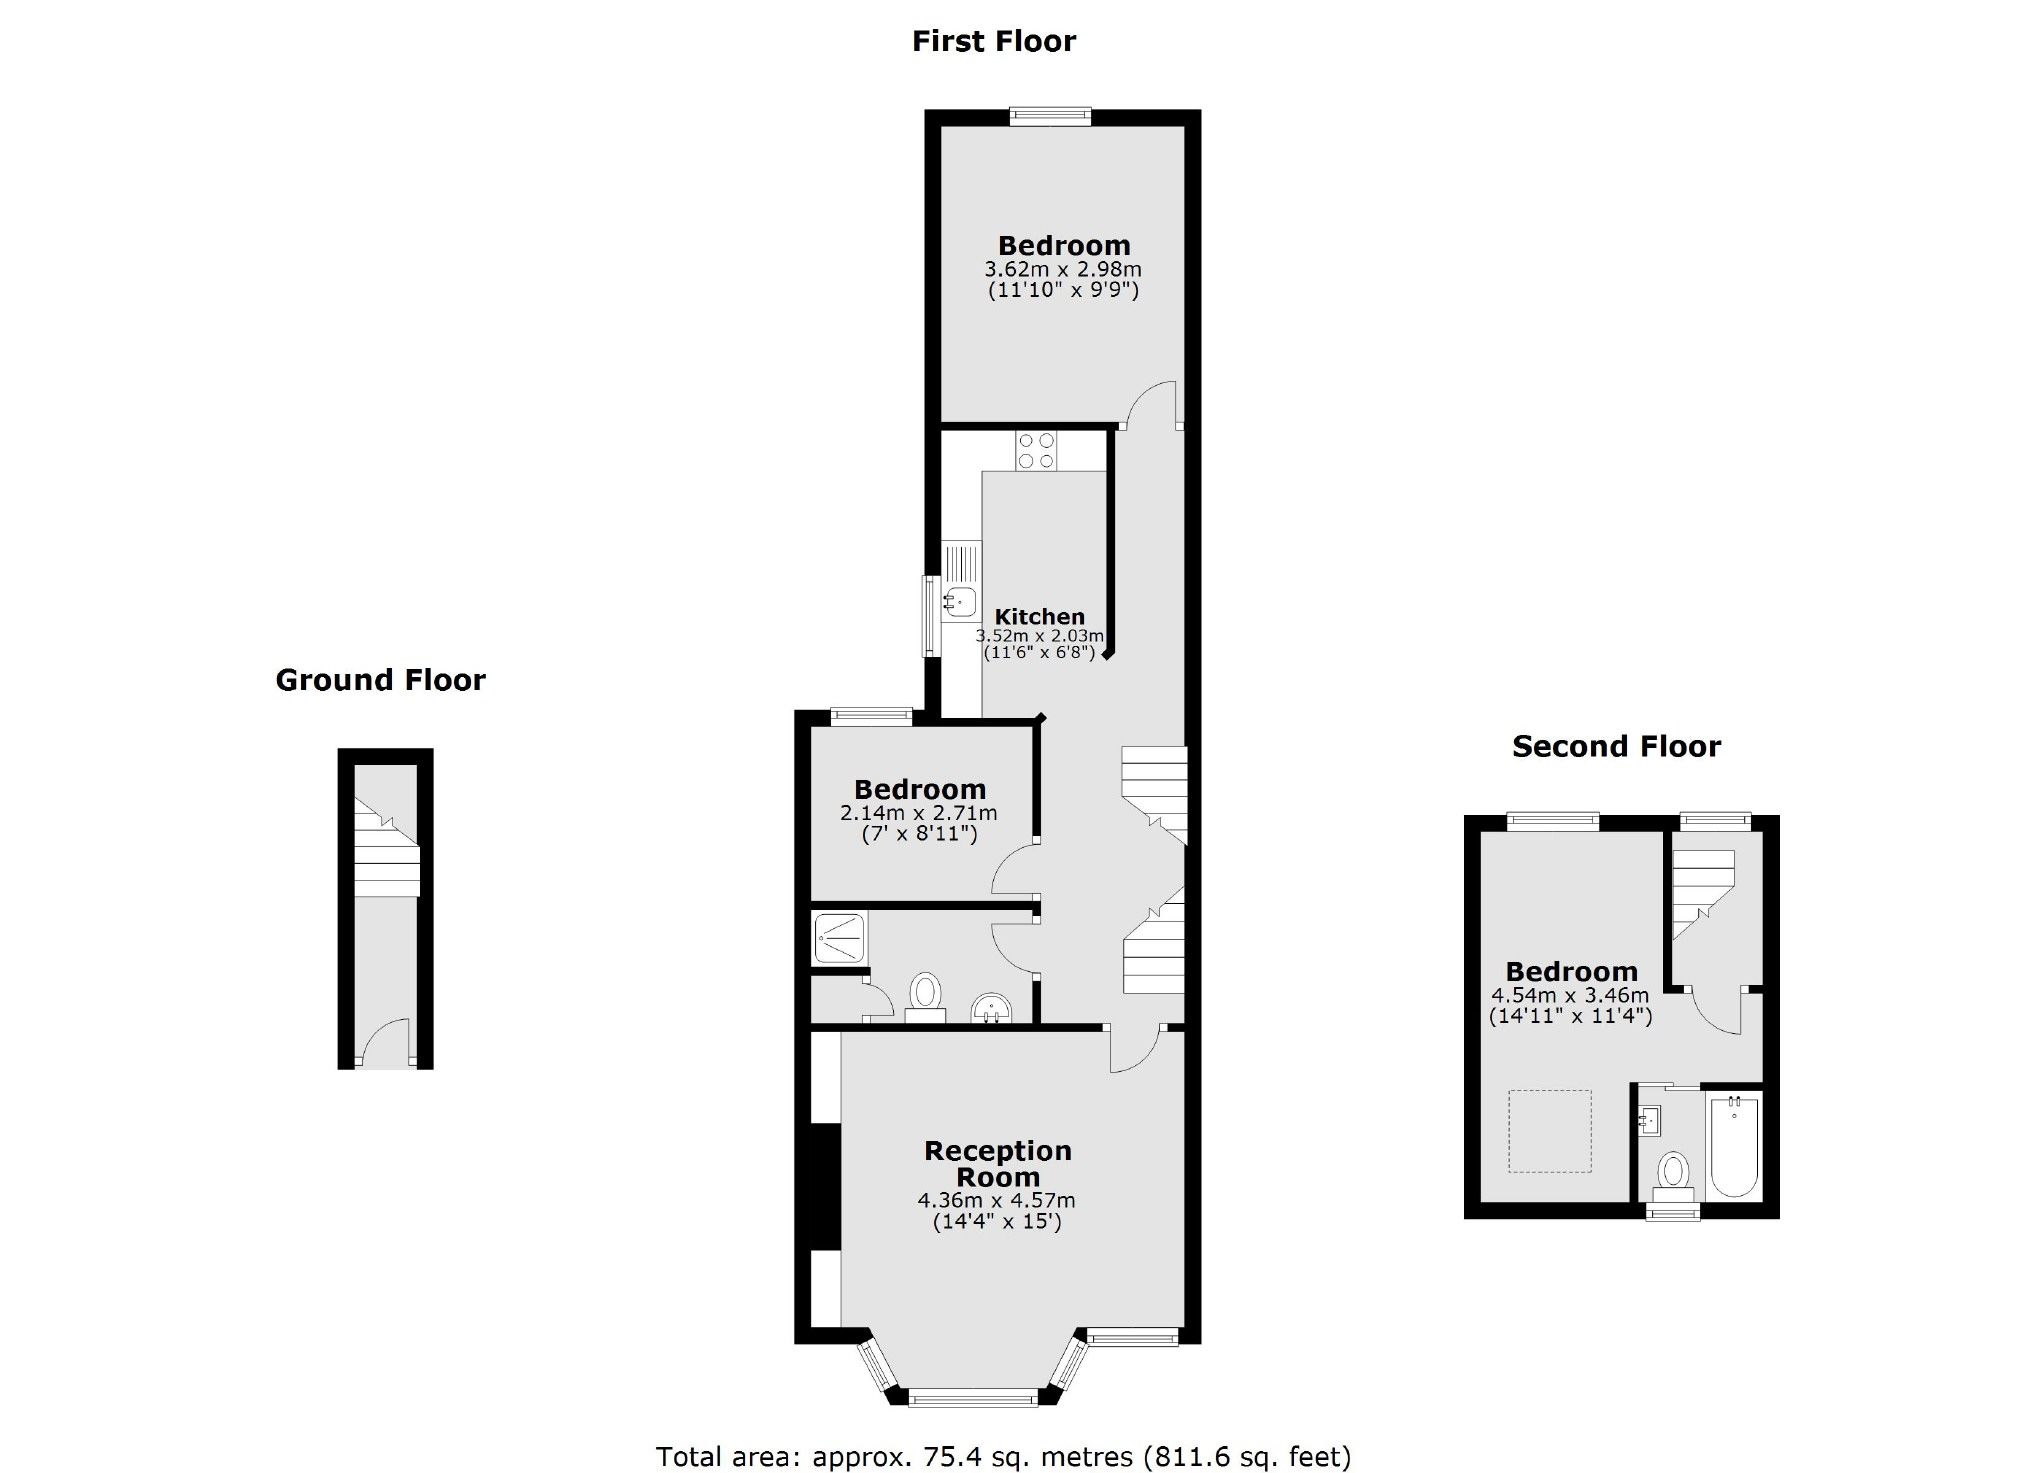 First Floor
Bedroom
3.62m x 2.98m
(11'10" x 9'9")
Kitchen
3.52m x 2.03m
(11'6" x 6'8")
Ground Floor
Bedroom
2.14m x 2.71m
(7' x 8'11")
Second Floor
Bedroom
4.54m x 3.46m
(14'11" x 11'4")
Reception
Room
4.36m x 4.57m
(14'4" x 15')
Total area: approx. 75.4 sq. metres (811.6 sq. feet)